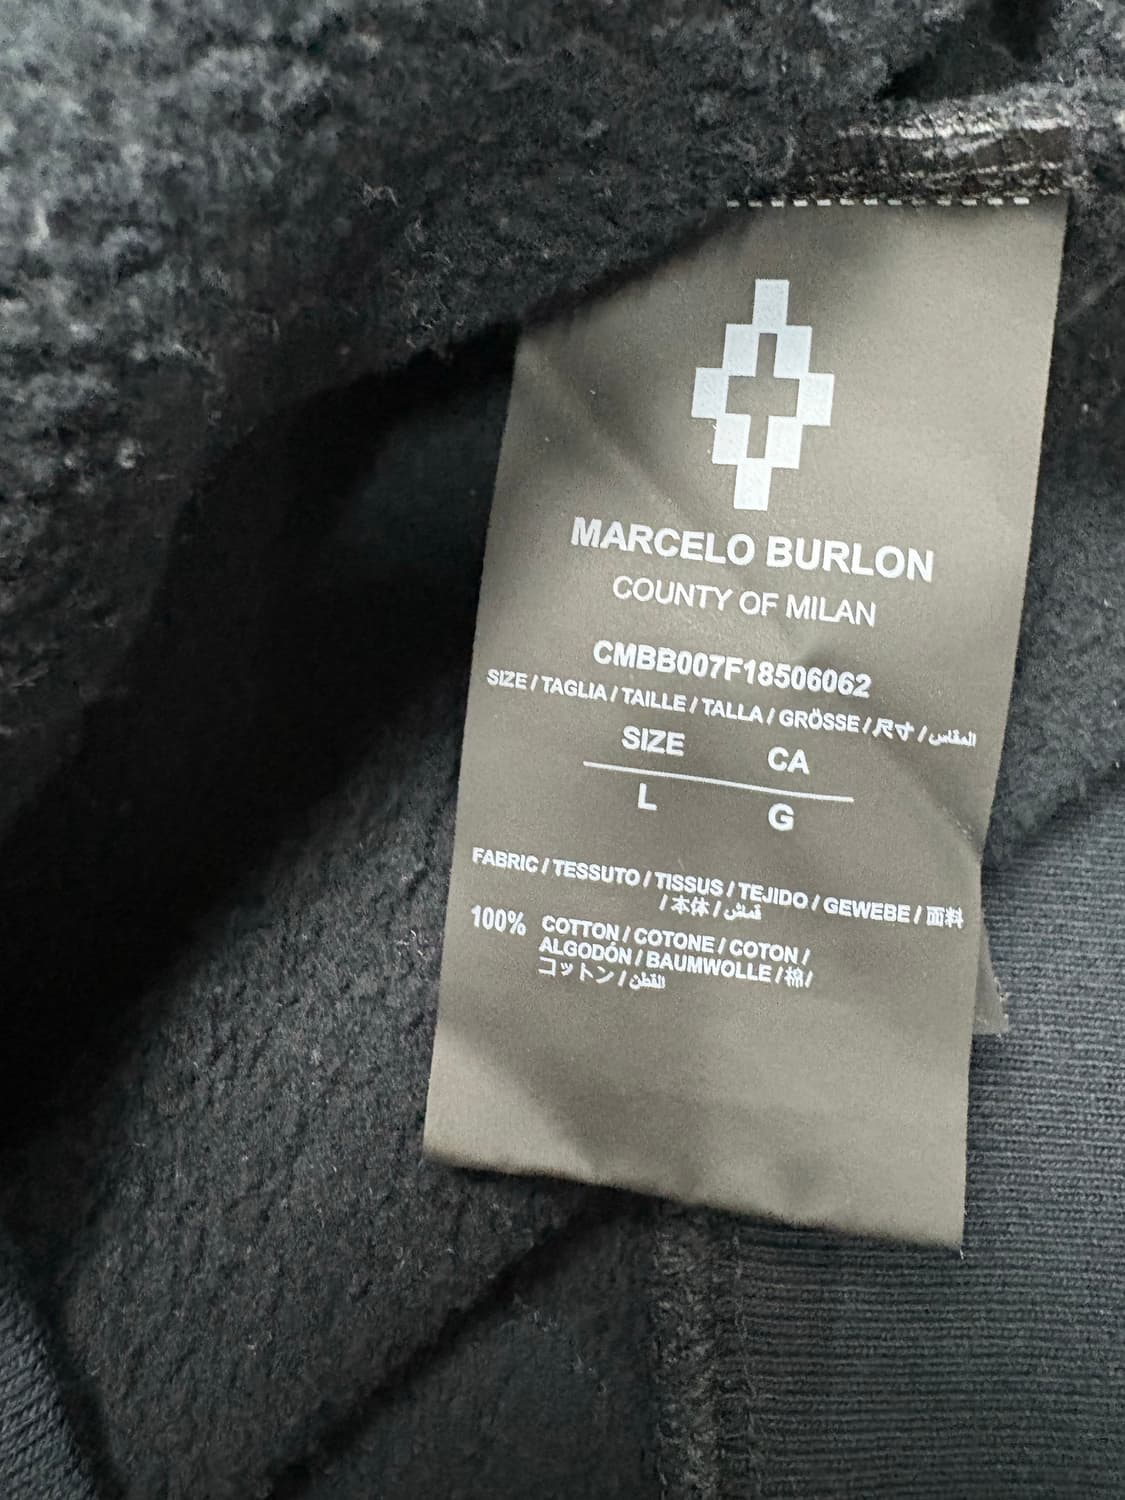 MARCELO BURLON
COUNTY OF MILAN
CMBB007F18506062
SIZE / TAGLIA / TAILLE / TALLA / GRÖSSE / 尺寸 / المقاس
SIZE CA
L G
FABRIC / TESSUTO / TISSUS / TEJIDO / GEWEBE / 面料
/ 本体 / قماش
100% COTTON / COTONE / COTON /
ALGODÓN / BAUMWOLLE / 棉 /
コットン / القطن